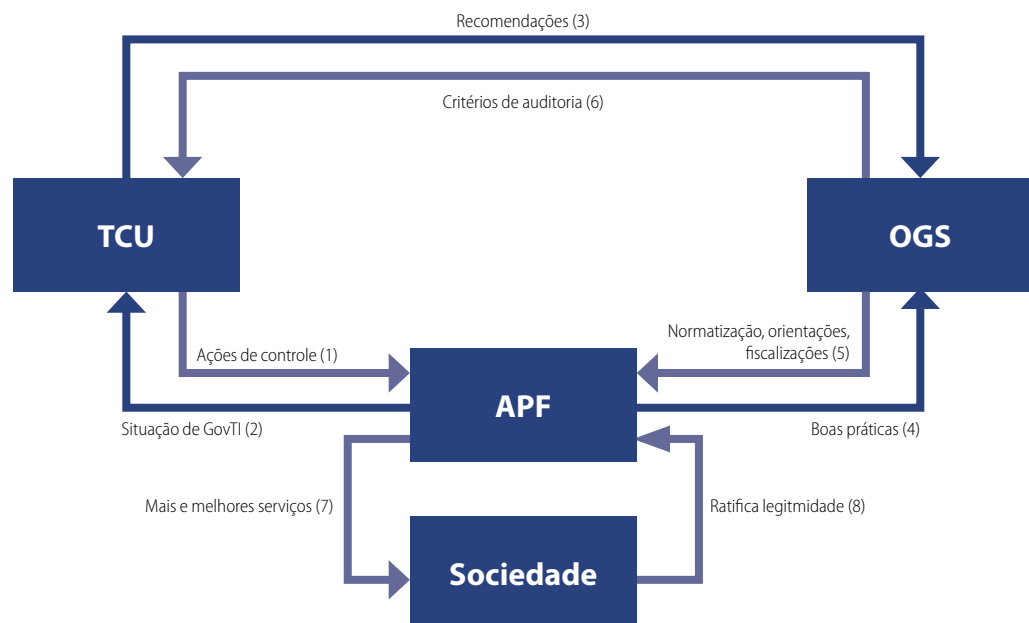 Recomendações (3)
Critérios de auditoria (6)
TCU
OGS
Normatização, orientações,
fiscalizações (5)
Ações de controle (1)
APF
Situação de GovTI (2)
Boas práticas (4)
Mais e melhores serviços (7)
Ratifica legitmidade (8)
Sociedade